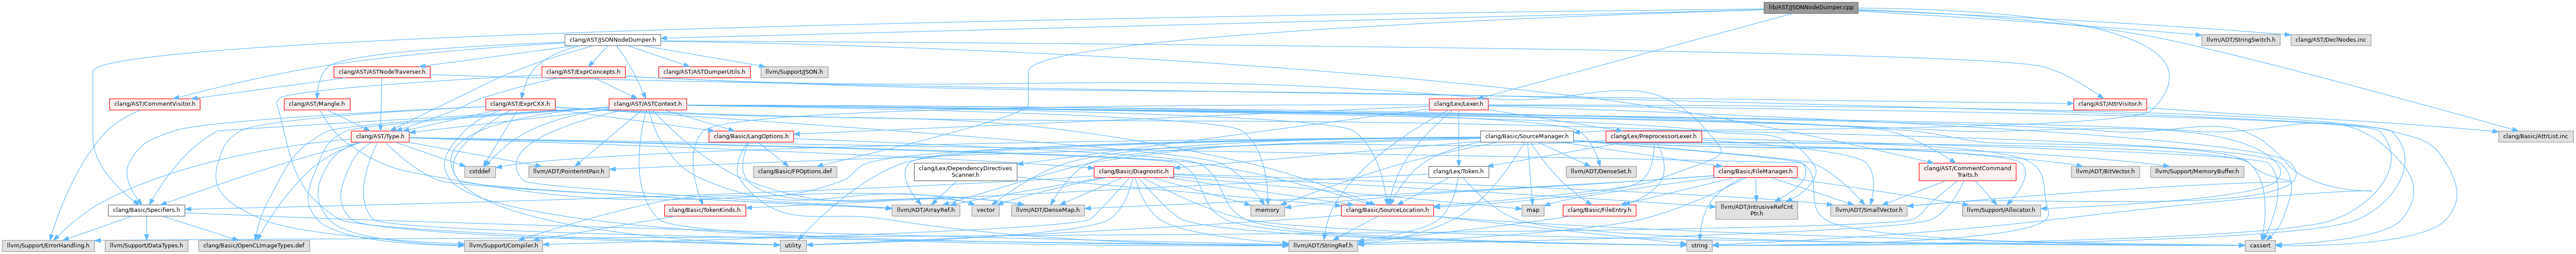 lib/AST/JSONNodeDumper.cpp
clang/AST/JSONNodeDumper.h
llvm/ADT/StringSwitch.h
clang/AST/DeclNodes.inc
clang/AST/ASTNodeTraverser.h
clang/AST/ExprConcepts.h
clang/AST/ASTDumperUtils.h
llvm/Support/JSON.h
clang/AST/CommentVisitor.h
clang/AST/Mangle.h
clang/AST/ExprCXX.h
clang/AST/ASTContext.h
clang/Lex/Lexer.h
clang/AST/AttrVisitor.h
clang/AST/Type.h
clang/Basic/LangOptions.h
clang/Basic/SourceManager.h
clang/Lex/PreprocessorLexer.h
clang/Basic/AttrList.inc
cstddef
llvm/ADT/PointerIntPair.h
clang/Basic/FPOptions.def
clang/Lex/DependencyDirectives
Scanner.h
clang/Basic/Diagnostic.h
clang/Lex/Token.h
llvm/ADT/DenseSet.h
clang/Basic/FileManager.h
clang/AST/CommentCommand
Traits.h
llvm/ADT/BitVector.h
llvm/Support/MemoryBuffer.h
clang/Basic/Specifiers.h
clang/Basic/TokenKinds.h
llvm/ADT/ArrayRef.h
vector
llvm/ADT/DenseMap.h
memory
clang/Basic/SourceLocation.h
map
clang/Basic/FileEntry.h
llvm/ADT/IntrusiveRefCnt
Ptr.h
llvm/ADT/SmallVector.h
llvm/Support/Allocator.h
llvm/Support/ErrorHandling.h
llvm/Support/DataTypes.h
clang/Basic/OpenCLImageTypes.def
llvm/Support/Compiler.h
utility
llvm/ADT/StringRef.h
string
cassert